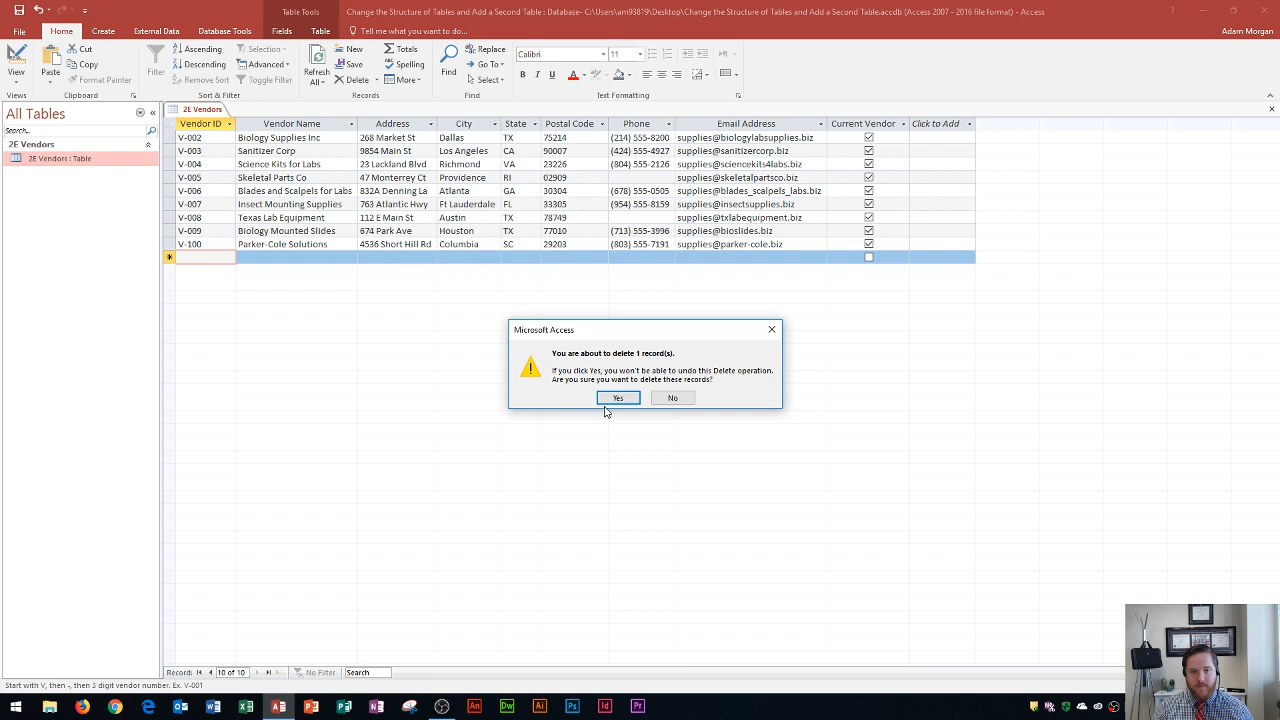 Table Tools
Change the Structure of Tables and Add a Second Table : Database- C:\Users\am93819\Desktop\Change the Structure of Tables and Add a Second Table.accdb (Access 2007 - 2016 file format) - Access
File Home Create External Data Database Tools Fields Table Tell me what you want to do... Adam Morgan
View Paste Cut Copy Format Painter
Filter Ascending Descending Remove Sort Selection Advanced Toggle Filter
Refresh All New Save Delete Totals Spelling More
Find Replace Go To Select
Calibri 11
B I U A
Views Clipboard Sort & Filter Records Find Text Formatting
All Tables
Search...
2E Vendors
2E Vendors : Table
2E Vendors
Vendor ID Vendor Name Address City State Postal Code Phone Email Address Current Vendor Click to Add
V-002 Biology Supplies Inc 268 Market St Dallas TX 75214 (214) 555-8200 supplies@biologylabsupplies.biz
V-003 Sanitizer Corp 9854 Main St Los Angeles CA 90007 (424) 555-4927 supplies@sanitizercorp.biz
V-004 Science Kits for Labs 23 Lackland Blvd Richmond VA 23226 (804) 555-2126 supplies@sciencekits4labs.biz
V-005 Skeletal Parts Co 47 Monterrey Ct Providence RI 02909 supplies@skeletalpartsco.biz
V-006 Blades and Scalpels for Labs 832A Denning La Atlanta GA 30304 (678) 555-0505 supplies@blades_scalpels_labs.biz
V-007 Insect Mounting Supplies 763 Atlantic Hwy Ft Lauderdale FL 33305 (954) 555-8159 supplies@insectsupplies.biz
V-008 Texas Lab Equipment 112 E Main St Austin TX 78749 supplies@txlabequipment.biz
V-009 Biology Mounted Slides 674 Park Ave Houston TX 77010 (713) 555-3996 supplies@bioslides.biz
V-100 Parker-Cole Solutions 4536 Short Hill Rd Columbia SC 29203 (803) 555-7191 supplies@parker-cole.biz
Microsoft Access
You are about to delete 1 record(s).
If you click Yes, you won't be able to undo this Delete operation.
Are you sure you want to delete these records?
Yes No
Record: 10 of 10 No Filter Search
Start with V, then -, then 3 digit vendor number. Ex. V-001
An Dw Ai Ps Id Pr